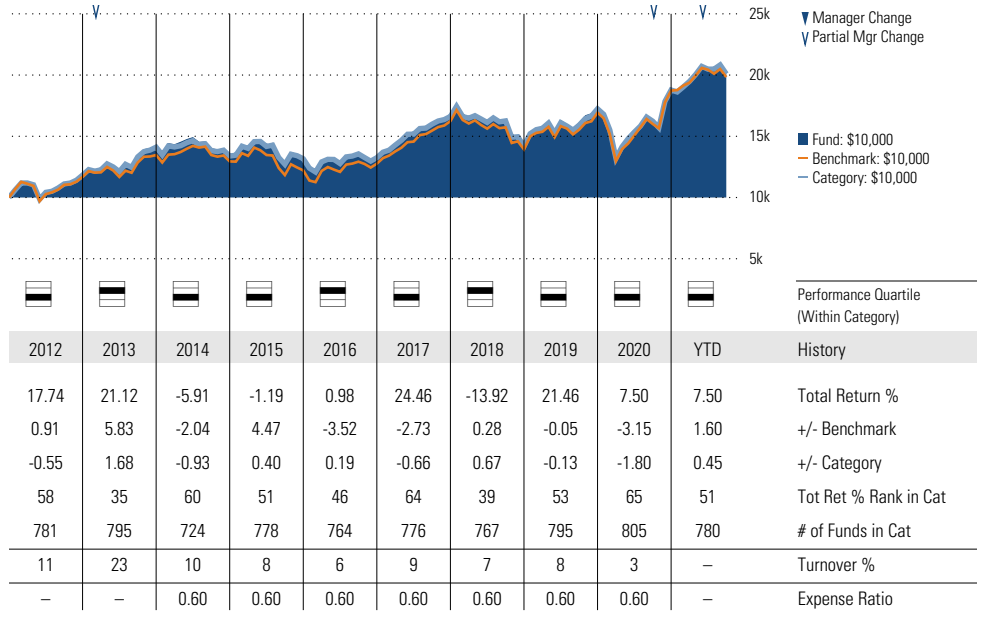 25k
▼ Manager Change
Partial Mgr Change
20k
Fund: $10,000
15k
Benchmark: $10,000
Category: $10,000
10k
5k
Performance Quartile
(Within Category)
2012 2013 2014 2015 2016 2017 2018 2019 2020 YTD History
17.74 21.12 -5.91 -1.19 0.98 24.46 -13.92 21.46 7.50 7.50 Total Return %
0.91 5.83 -2.04 4.47 -3.52 -2.73 0.28 -0.05 -3.15 1.60 +/- Benchmark
-0.55 1.68 -0.93 0.40 0.19 -0.66 0.67 -0.13 -1.80 0.45 +/- Category
58 35 60 51 46 64 39 53 65 51 Tot Ret % Rank in Cat
781 795 724 778 764 776 767 795 805 780 # of Funds in Cat
11 23 10 8 6 9 7 8 3 – Turnover %
– – 0.60 0.60 0.60 0.60 0.60 0.60 0.60 – Expense Ratio